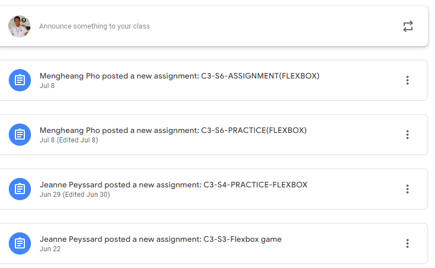 Announce something to your class
Mengheang Pho posted a new assignment: C3-S6-ASSIGNMENT(FLEXBOX)
Jul 8
Mengheang Pho posted a new assignment: C3-S6-PRACTICE(FLEXBOX)
Jul 8 (Edited Jul 8)
Jeanne Peyssard posted a new assignment: C3-S4-PRACTICE-FLEXBOX
Jun 29 (Edited Jun 30)
Jeanne Peyssard posted a new assignment: C3-S3-Flexbox game
Jun 22